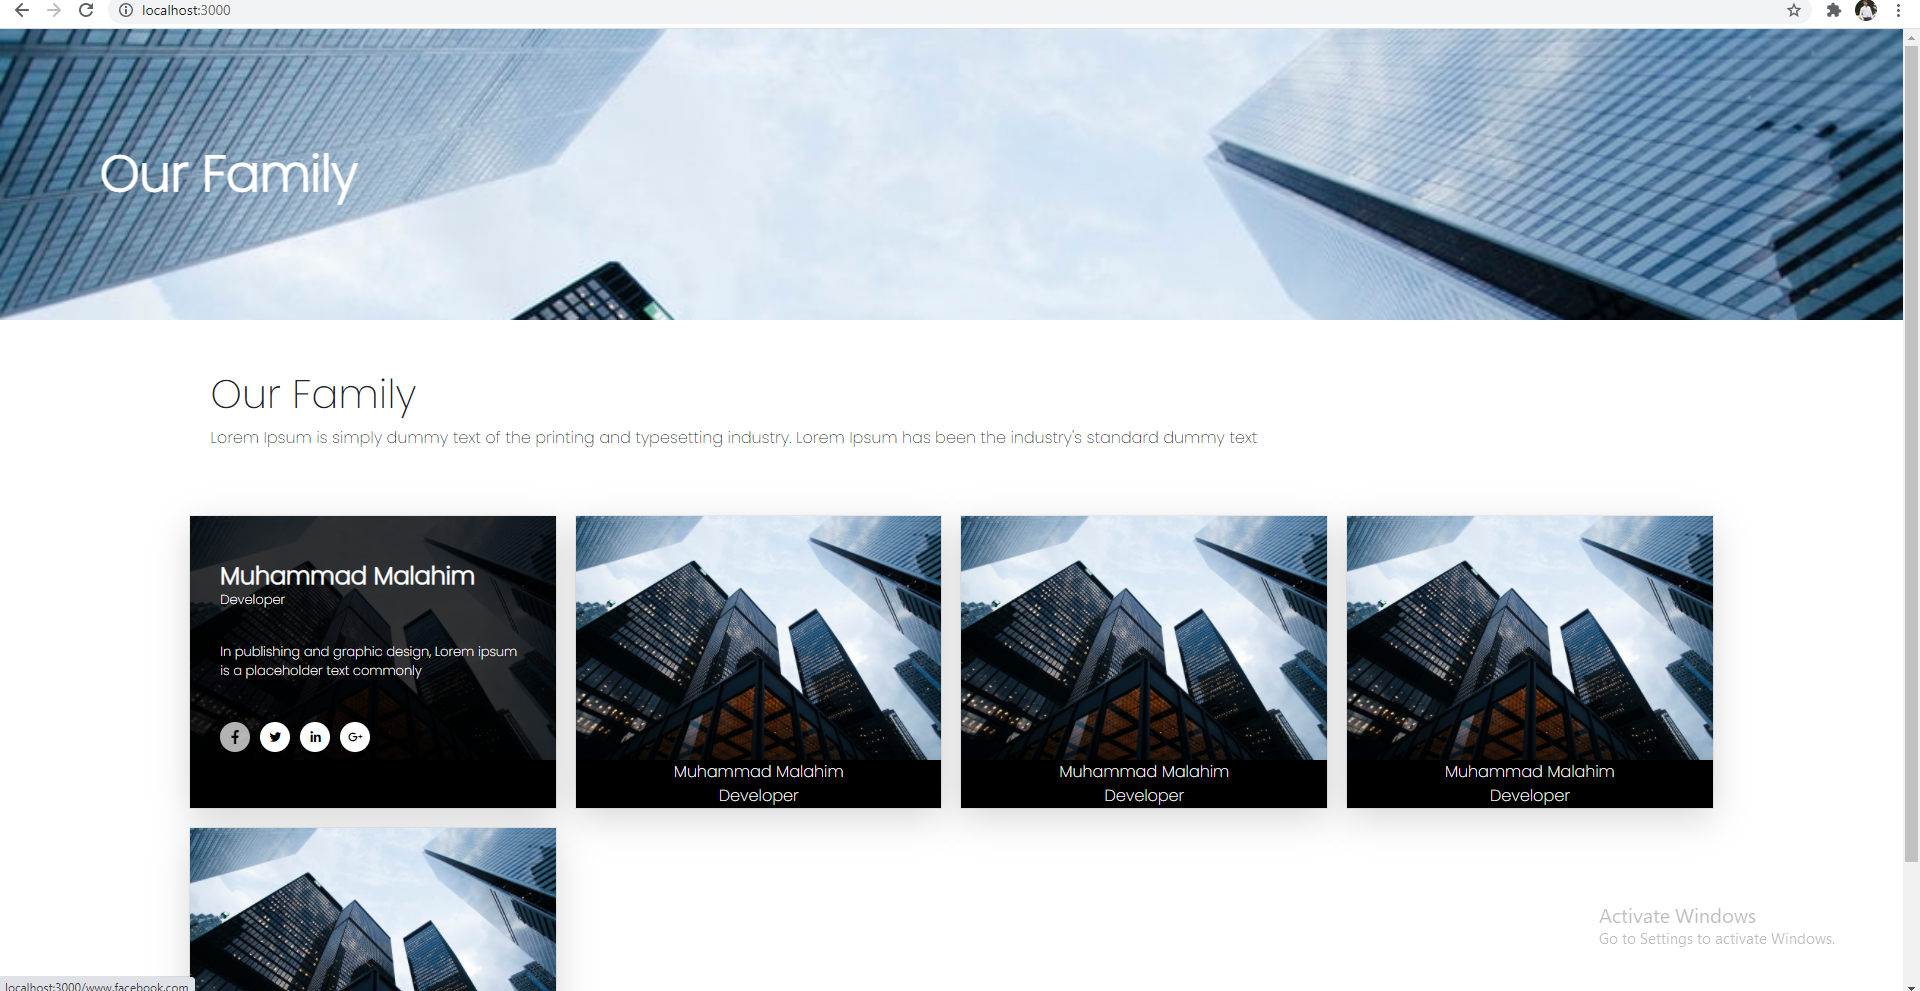 localhost:3000
Our Family
Our Family
Lorem Ipsum is simply dummy text of the printing and typesetting industry. Lorem Ipsum has been the industry's standard dummy text
Muhammad Malahim
Developer
In publishing and graphic design, Lorem ipsum
is a placeholder text commonly
f in G+
Muhammad Malahim
Developer
Muhammad Malahim
Developer
Muhammad Malahim
Developer
Activate Windows
Go to Settings to activate Windows.
localhost:3000/www.facebook.com